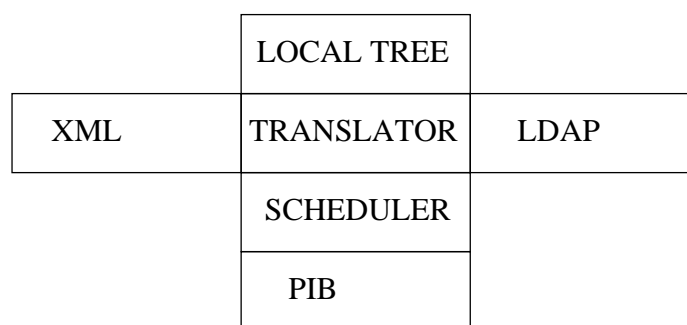 LOCAL TREE
XML TRANSLATOR LDAP
SCHEDULER
PIB